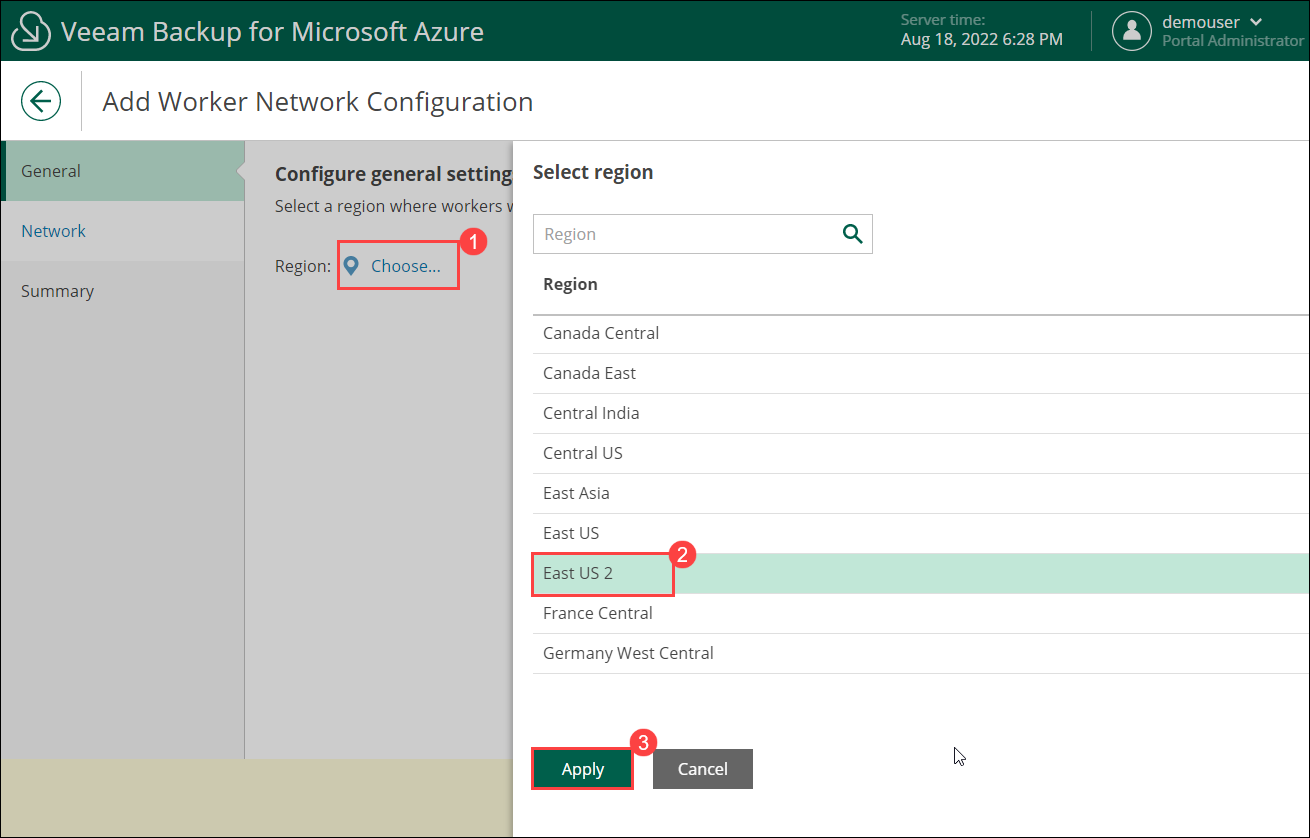 Veeam Backup for Microsoft Azure
Server time:
Aug 18, 2022 6:28 PM
demouser
Portal Administrator
Add Worker Network Configuration
General
Network
Summary
Configure general setting
Select a region where workers w
Region:
Choose...
1
Select region
Region
Region
Canada Central
Canada East
Central India
Central US
East Asia
East US
East US 2
2
France Central
Germany West Central
3
Apply
Cancel